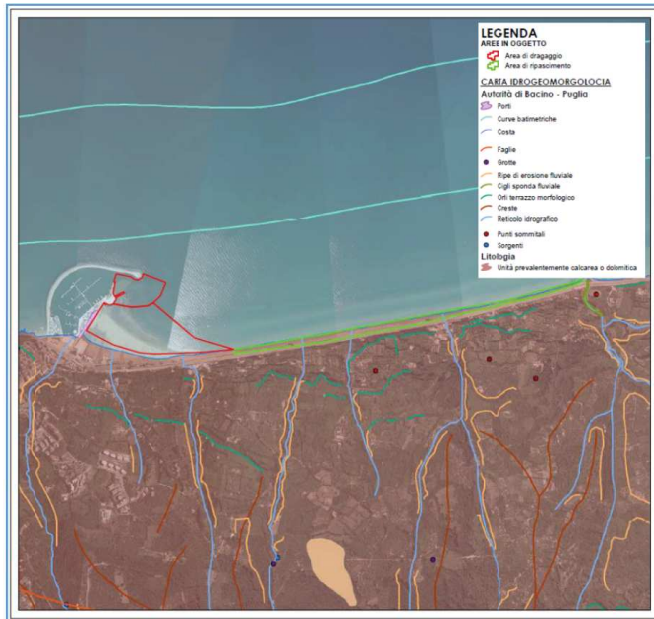 LEGENDA
AREE IN OGGETTO
Area di dragaggio
Area di ripascimento
CARTA IDROGEOMORGOLOCIA
Autorità di Bacino - Puglia
Porti
Curve batimetriche
Costa
Faglie
Grotte
Ripe di erosione fluviale
Cigli sponda fluviale
Orli terrazzo morfologico
Creste
Reticolo idrografico
Punti sommitali
Sorgenti
Litologia
Unità prevalentemente calcarea o dolomitica